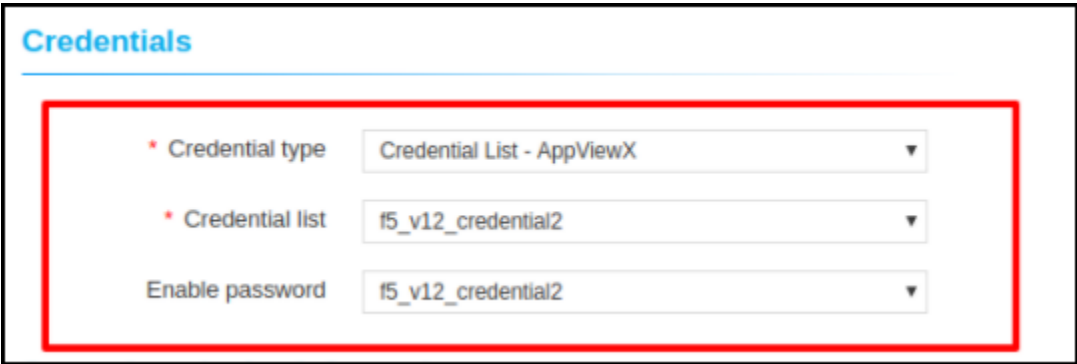 Credentials
* Credential type Credential List - AppViewX
* Credential list f5_v12_credential2
Enable password f5_v12_credential2